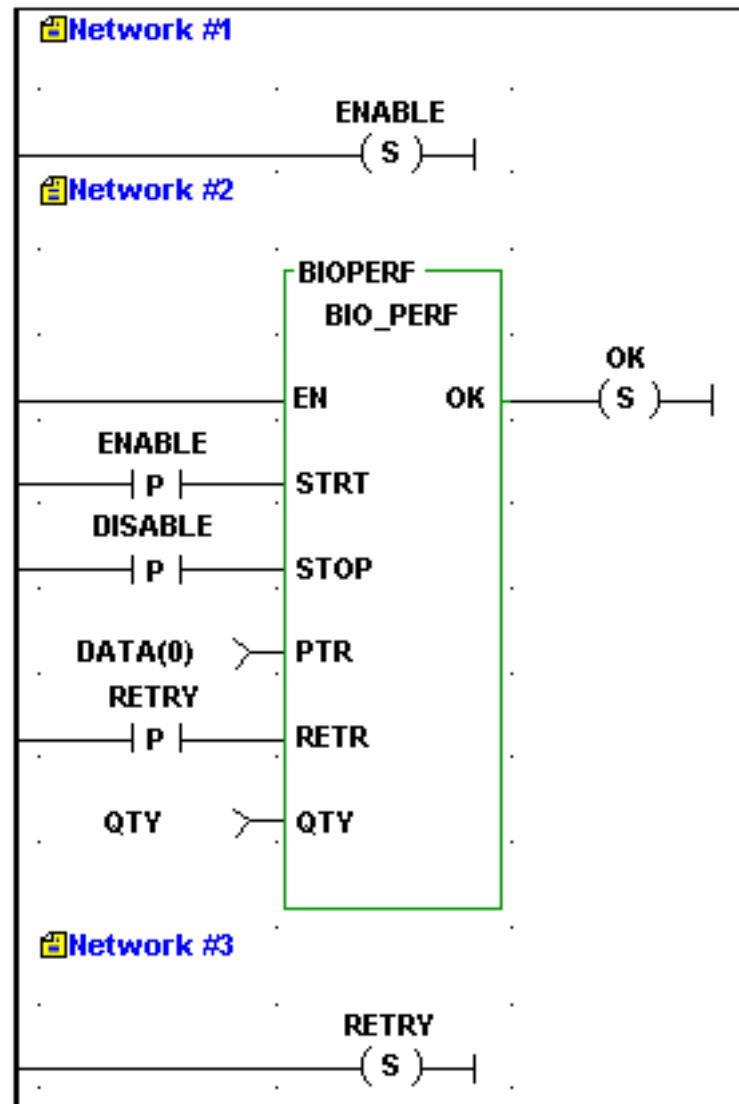 Network #1
ENABLE
( S )
Network #2
BIOPERF
BIO_PERF
OK
EN OK ( S )
ENABLE
P STRT
DISABLE
P STOP
DATA(0) PTR
RETRY
P RETR
QTY QTY
Network #3
RETRY
( S )